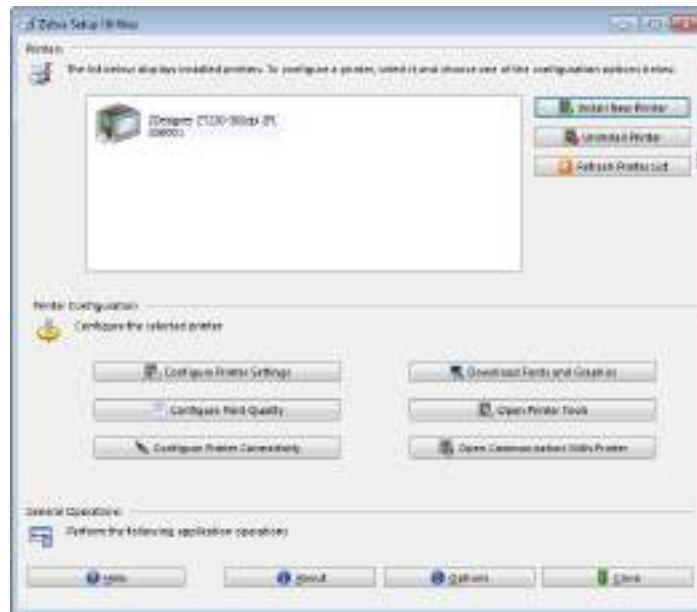 Zebra Setup Utilities
Printers
The list below displays installed printers. To configure a printer, select it and choose one of the configuration options below.
Install New Printer
Uninstall Printer
Refresh Printer List
ZDesigner
USB001
Printer Configuration
Configure the selected printer
Configure Printer Settings
Download Fonts and Graphics
Configure Print Quality
Open Printer Tools
Configure Printer Connectivity
Open Communication With Printer
General Operations
Perform the following application operations
Help
About
Options
Close